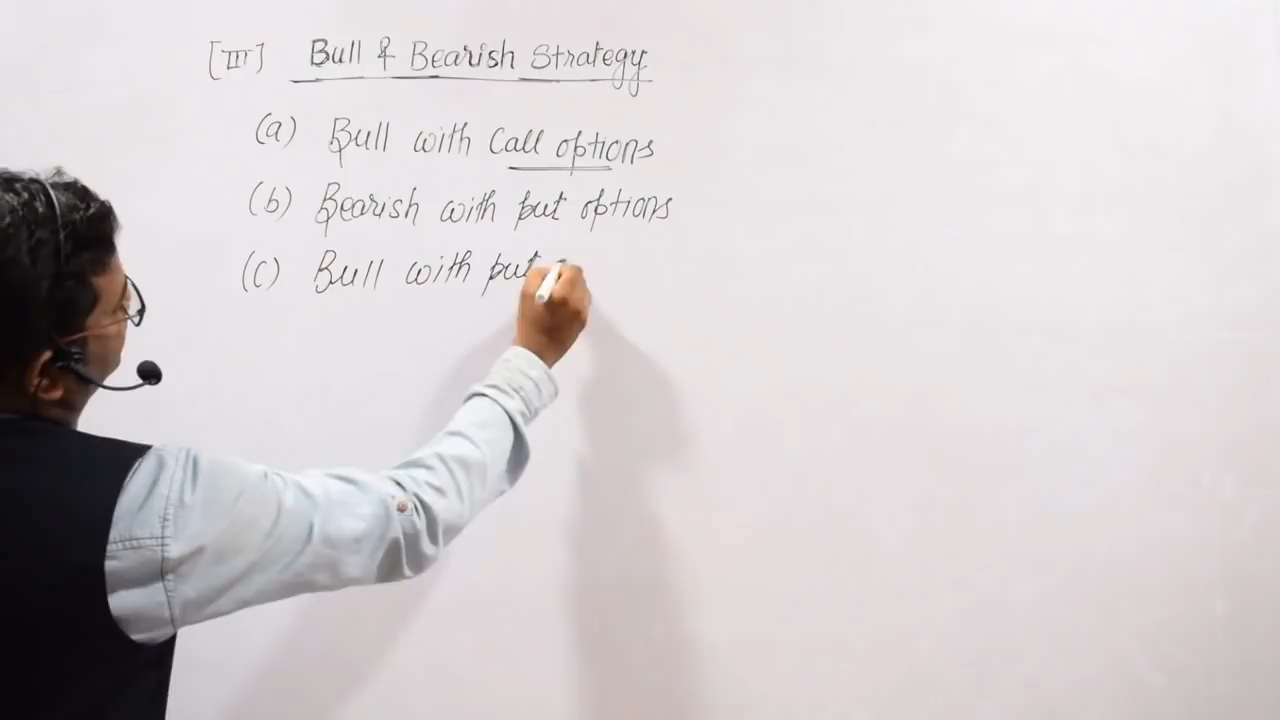 [III] Bull & Bearish Strategy
(a) Bull with Call options
(b) Bearish with put options
(c) Bull with put